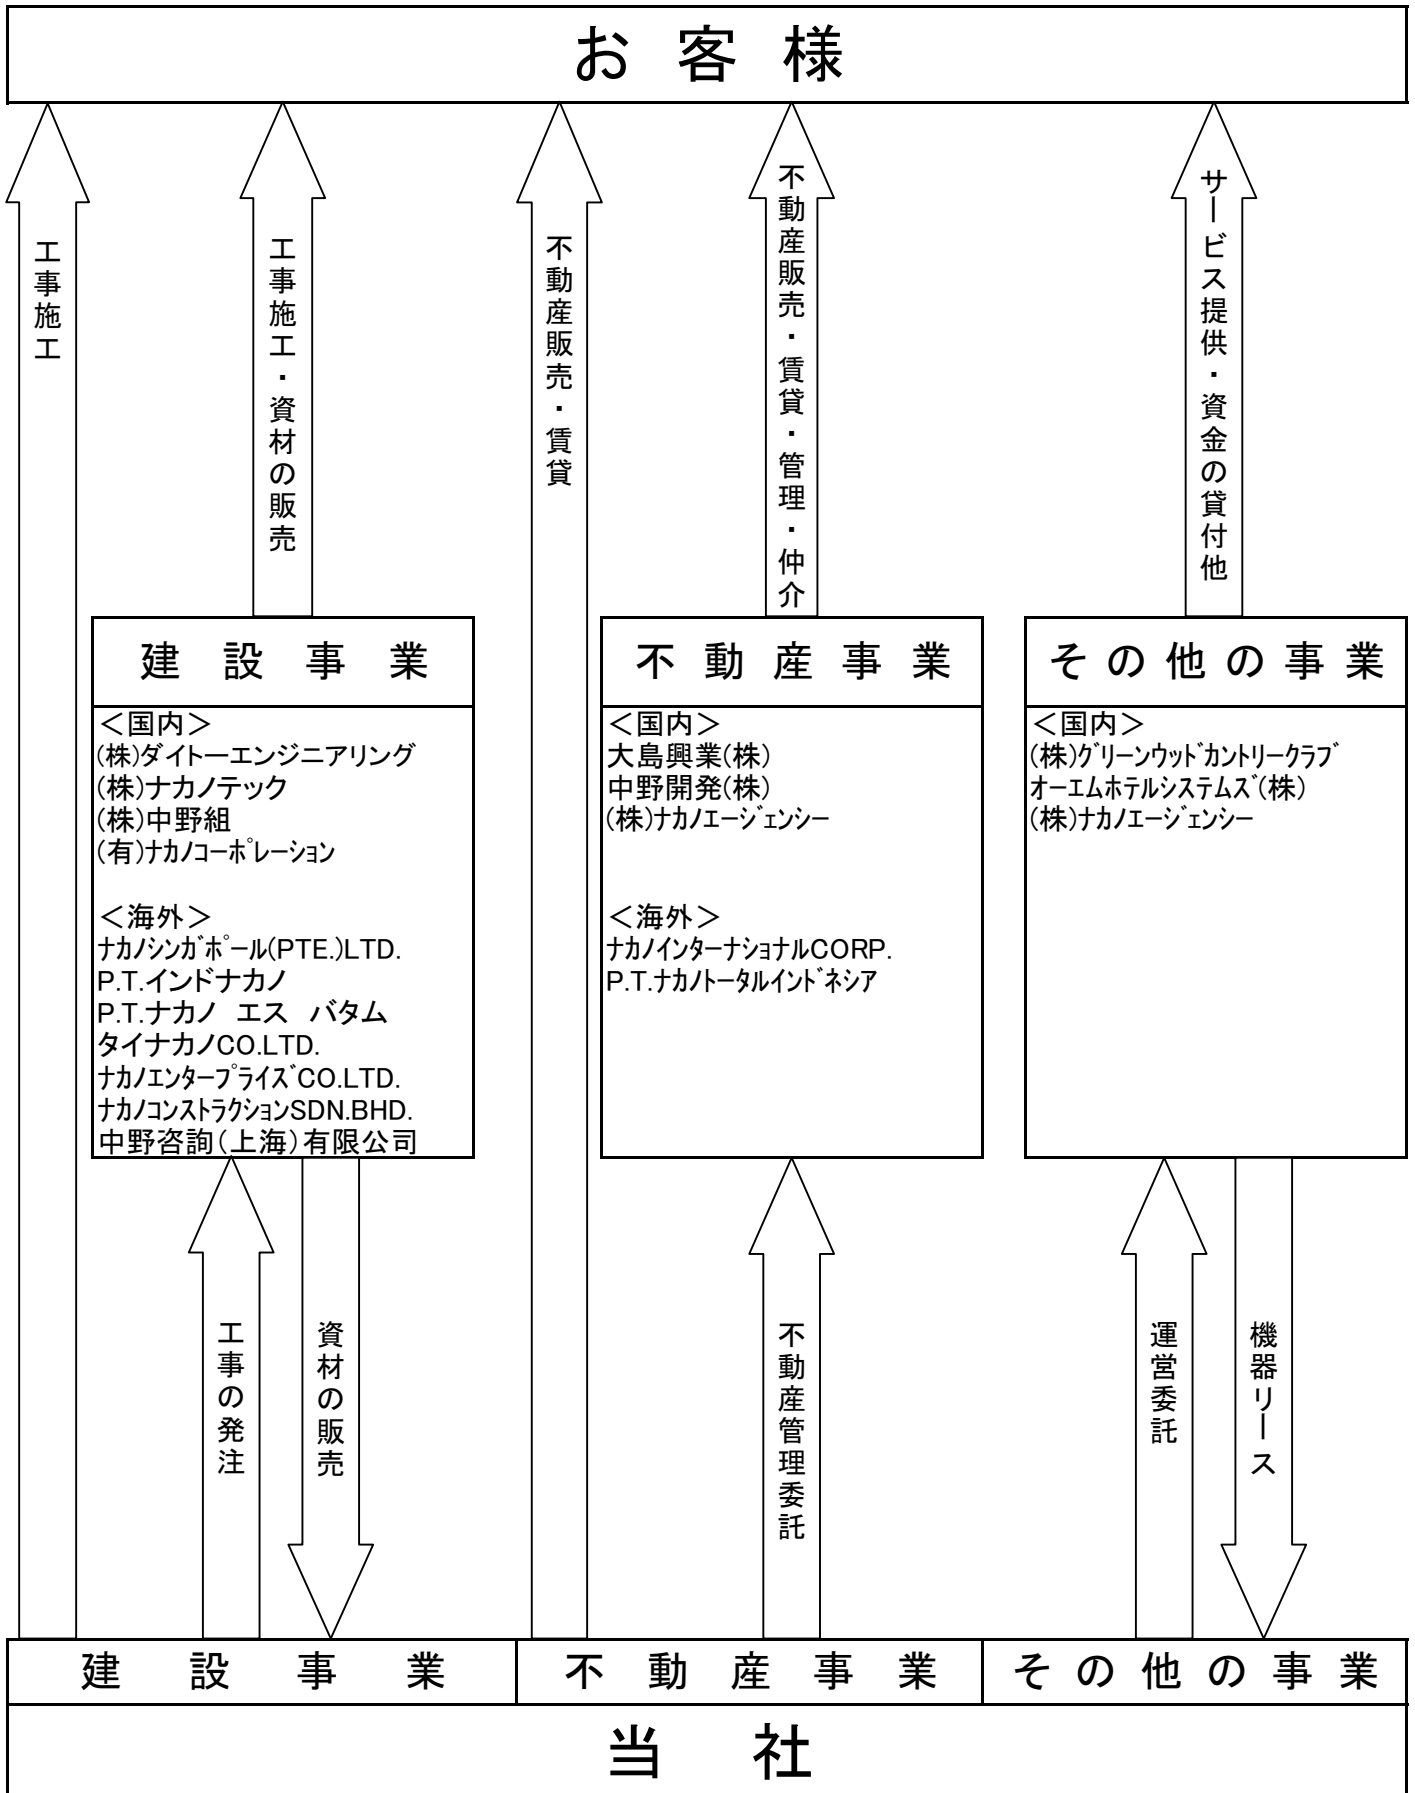 お客様
工事施工
工事施工・資材の販売
不動産販売・賃貸
不動産販売・賃貸・管理・仲介
サービス提供・資金の貸付他
建設事業
＜国内＞
(株)ダイトーエンジニアリング
(株)ナカノテック
(株)中野組
(有)ﾅｶﾉｺｰﾎﾟﾚｰｼｮﾝ
＜海外＞
ﾅｶﾉｼﾝｶﾞﾎﾟｰﾙ(PTE.)LTD.
P.T.インドナカノ
P.T.ナカノ　エス　バタム
タイナカノCO.LTD.
ﾅｶﾉｴﾝﾀｰﾌﾟﾗｲｽﾞCO.LTD.
ﾅｶﾉｺﾝｽﾄﾗｸｼｮﾝSDN.BHD.
中野咨詢（上海）有限公司
不動産事業
＜国内＞
大島興業(株)
中野開発(株)
(株)ﾅｶﾉｴｰｼﾞｪﾝｼｰ
＜海外＞
ﾅｶﾉｲﾝﾀｰﾅｼｮﾅﾙCORP.
P.T.ﾅｶﾉﾄｰﾀﾙｲﾝﾄﾞﾈｼｱ
その他の事業
＜国内＞
(株)ｸﾞﾘｰﾝｳｯﾄﾞｶﾝﾄﾘｰｸﾗﾌﾞ
ｵｰｴﾑﾎﾃﾙｼｽﾃﾑｽﾞ(株)
(株)ﾅｶﾉｴｰｼﾞｪﾝｼｰ
工事の発注
資材の販売
不動産管理委託
運営委託
機器リース
建設事業
不動産事業
その他の事業
当社